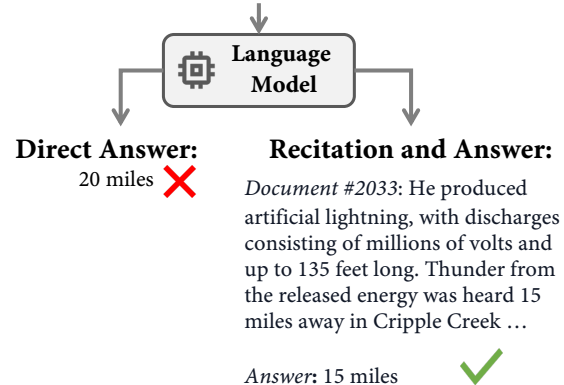 Language
Model
Direct Answer:
20 miles
Recitation and Answer:
Document #2033: He produced
artificial lightning, with discharges
consisting of millions of volts and
up to 135 feet long. Thunder from
the released energy was heard 15
miles away in Cripple Creek …
Answer: 15 miles